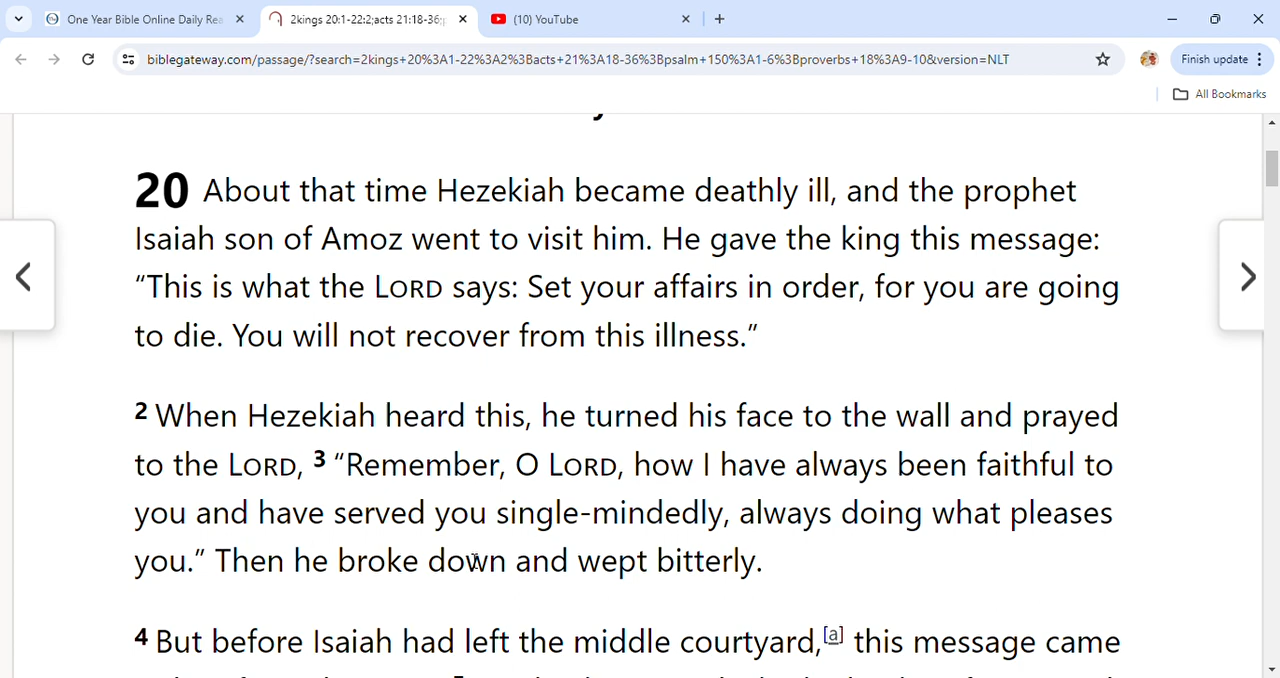 One Year Bible Online Daily Rea
2kings 20:1-22:2;acts 21:18-36;p
(10) YouTube
biblegateway.com/passage/?search=2kings+20%3A1-22%3A2%3Bacts+21%3A18-36%3Bpsalm+150%3A1-6%3Bproverbs+18%3A9-10&version=NLT
Finish update
All Bookmarks
20 About that time Hezekiah became deathly ill, and the prophet
Isaiah son of Amoz went to visit him. He gave the king this message:
“This is what the LORD says: Set your affairs in order, for you are going
to die. You will not recover from this illness.”
2 When Hezekiah heard this, he turned his face to the wall and prayed
to the LORD, 3 “Remember, O LORD, how I have always been faithful to
you and have served you single-mindedly, always doing what pleases
you.” Then he broke down and wept bitterly.
4 But before Isaiah had left the middle courtyard,[a] this message came